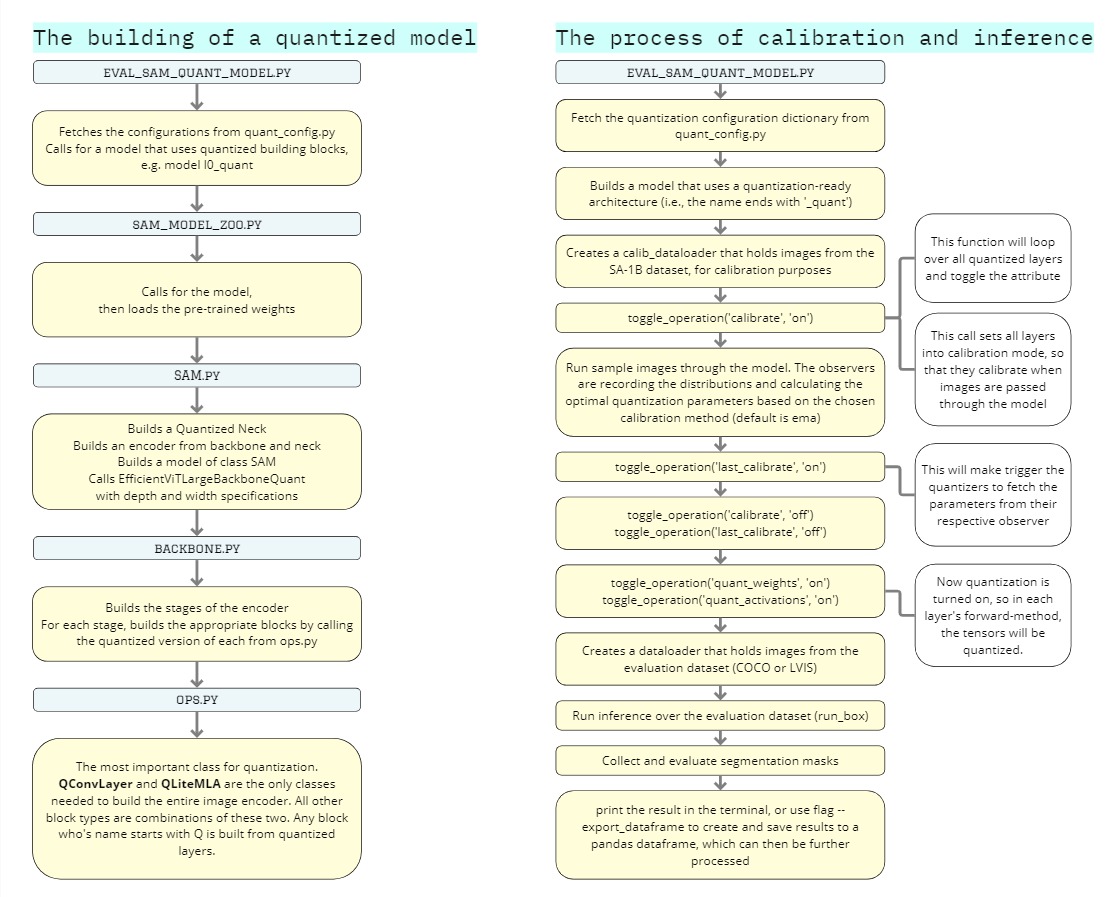 The building of a quantized model
EVAL_SAM_QUANT_MODEL.PY
Fetches the configurations from quant_config.py
Calls for a model that uses quantized building blocks,
e.g. model l0_quant
SAM_MODEL_ZOO.PY
Calls for the model,
then loads the pre-trained weights
SAM.PY
Builds a Quantized Neck
Builds an encoder from backbone and neck
Builds a model of class SAM
Calls EfficientViTLargeBackboneQuant
with depth and width specifications
BACKBONE.PY
Builds the stages of the encoder
For each stage, builds the appropriate blocks by calling
the quantized version of each from ops.py
OPS.PY
The most important class for quantization.
QConvLayer and QLiteMLA are the only classes
needed to build the entire image encoder. All other
block types are combinations of these two. Any block
who's name starts with Q is built from quantized
layers.
The process of calibration and inference
EVAL_SAM_QUANT_MODEL.PY
Fetch the quantization configuration dictionary from
quant_config.py
Builds a model that uses a quantization-ready
architecture (i.e., the name ends with '_quant')
Creates a calib_dataloader that holds images from the
SA-1B dataset, for calibration purposes
toggle_operation('calibrate', 'on')
This function will loop
over all quantized layers
and toggle the attribute
This call sets all layers
into calibration mode, so
that they calibrate when
images are passed
through the model
Run sample images through the model. The observers
are recording the distributions and calculating the
optimal quantization parameters based on the chosen
calibration method (default is ema)
toggle_operation('last_calibrate', 'on')
This will make trigger the
quantizers to fetch the
parameters from their
respective observer
toggle_operation('calibrate', 'off')
toggle_operation('last_calibrate', 'off')
toggle_operation('quant_weights', 'on')
toggle_operation('quant_activations', 'on')
Now quantization is
turned on, so in each
layer's forward-method,
the tensors will be
quantized.
Creates a dataloader that holds images from the
evaluation dataset (COCO or LVIS)
Run inference over the evaluation dataset (run_box)
Collect and evaluate segmentation masks
print the result in the terminal, or use flag --
export_dataframe to create and save results to a
pandas dataframe, which can then be further
processed